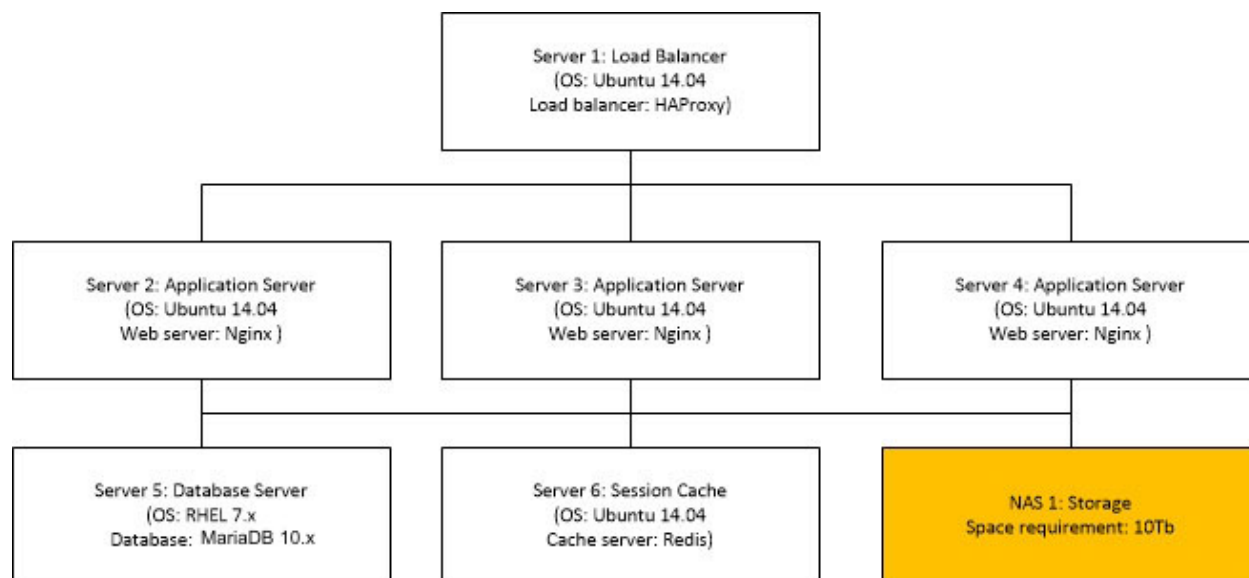 Server 1: Load Balancer
(OS: Ubuntu 14.04
Load balancer: HAProxy)
Server 2: Application Server
(OS: Ubuntu 14.04
Web server: Nginx )
Server 3: Application Server
(OS: Ubuntu 14.04
Web server: Nginx )
Server 4: Application Server
(OS: Ubuntu 14.04
Web server: Nginx )
Server 5: Database Server
(OS: RHEL 7.x
Database: MariaDB 10.x
Server 6: Session Cache
(OS: Ubuntu 14.04
Cache server: Redis)
NAS 1: Storage
Space requirement: 10Tb